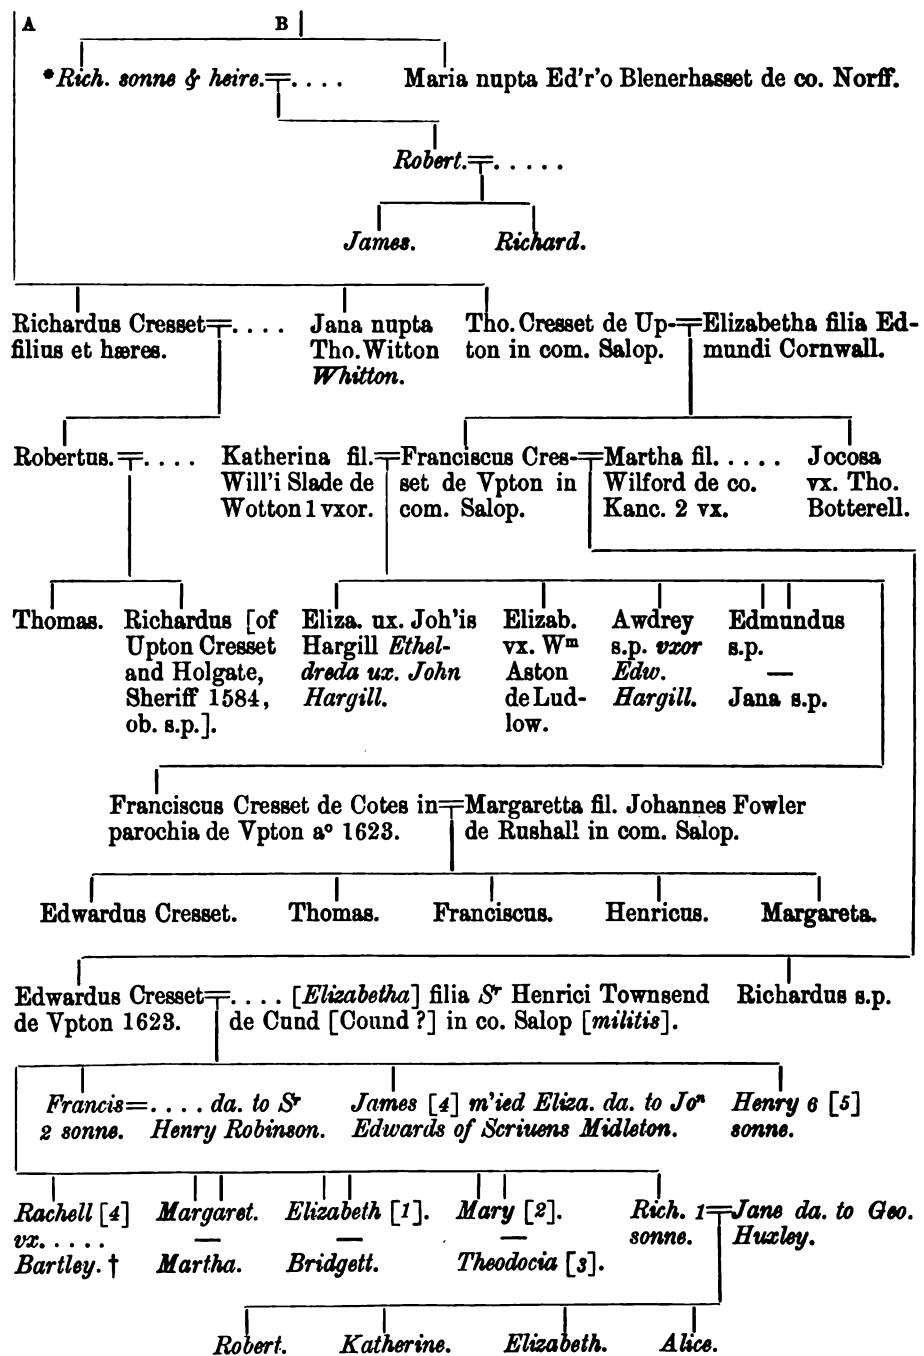 A B
*Rich. sonne & heire. . . . . Maria nupta Ed'r'o Blenerhasset de co. Norff.
Robert. . . . . .
James. Richard.
Richardus Cresset . . . . Jana nupta Tho. Cresset de Up- Elizabetha filia Ed-
filius et hæres. Tho. Witton ton in com. Salop. mundi Cornwall.
Whitton.
Robertus. . . . . Katherina fil. Franciscus Cres- Martha fil. . . . . . Jocosa
Will'i Slade de set de Vpton in Wilford de co. vx. Tho.
Wotton 1 vxor. com. Salop. Kanc. 2 vx. Botterell.
Thomas. Richardus [of Eliza. ux. Joh'is Elizab. Awdrey Edmundus
Upton Cresset Hargill Ethel- vx. Wm s.p. vxor s.p.
and Holgate, dreda ux. John Aston Edw. —
Sheriff 1584, Hargill. de Lud- Hargill. Jana s.p.
ob. s.p.]. low.
Franciscus Cresset de Cotes in Margaretta fil. Johannes Fowler
parochia de Vpton aº 1623. de Rushall in com. Salop.
Edwardus Cresset. Thomas. Franciscus. Henricus. Margareta.
Edwardus Cresset . . . . [Elizabetha] filia Sr Henrici Townsend Richardus s.p.
de Vpton 1623. de Cund [Cound ?] in co. Salop [militis].
Francis=. . . . da. to Sr James [4] m'ied Eliza. da. to Jon Henry 6 [5]
2 sonne. Henry Robinson. Edwards of Scriuens Midleton. sonne.
Rachell [4] Margaret. Elizabeth [1]. Mary [2]. Rich. 1 Jane da. to Geo.
vx. . . . . — — — sonne. Huxley.
Bartley. † Martha. Bridgett. Theodocia [3].
Robert. Katherine. Elizabeth. Alice.